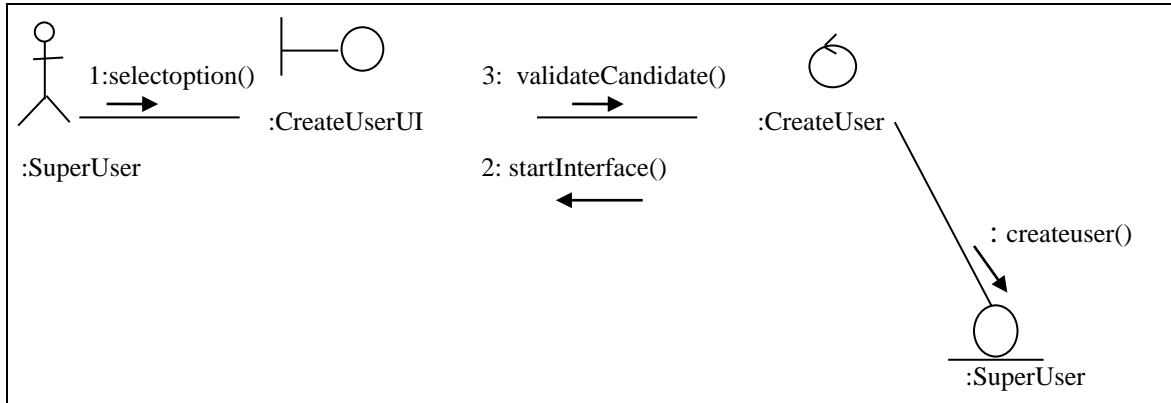 1:selectoption()
3: validateCandidate()
:CreateUserUI
:CreateUser
:SuperUser
2: startInterface()
: createuser()
:SuperUser